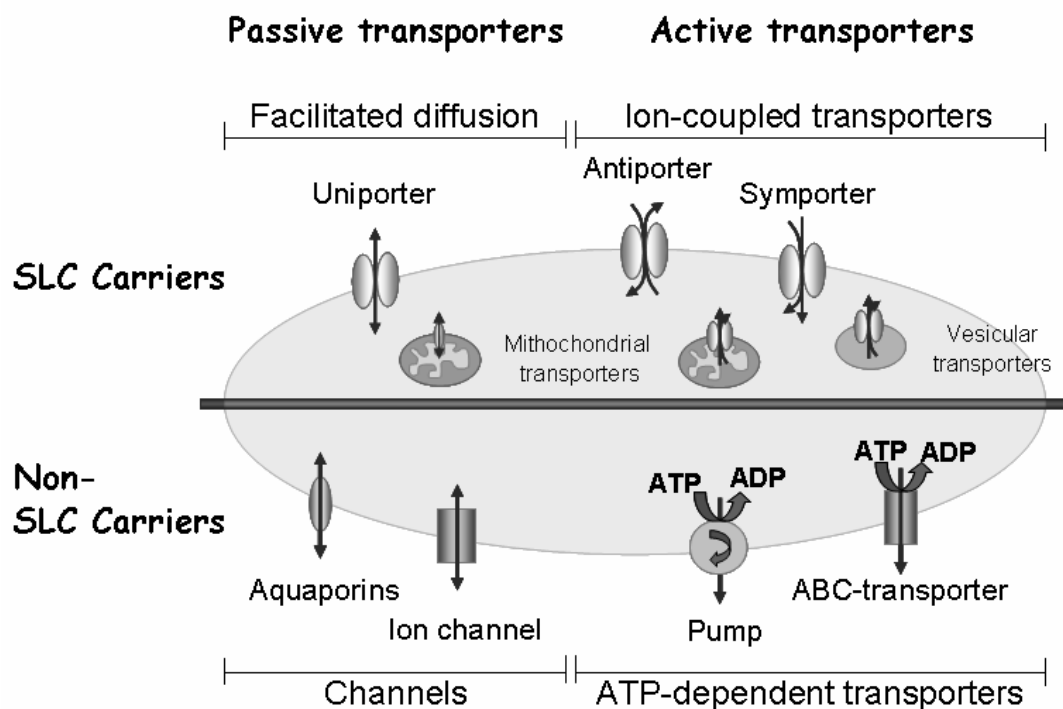 Passive transporters
Active transporters
Facilitated diffusion
Ion-coupled transporters
Antiporter
Uniporter
Symporter
SLC Carriers
Mithochondrial
transporters
Vesicular
transporters
Non-
SLC Carriers
ATP
ADP
ATP
ADP
Aquaporins
ABC-transporter
Ion channel
Pump
Channels
ATP-dependent transporters